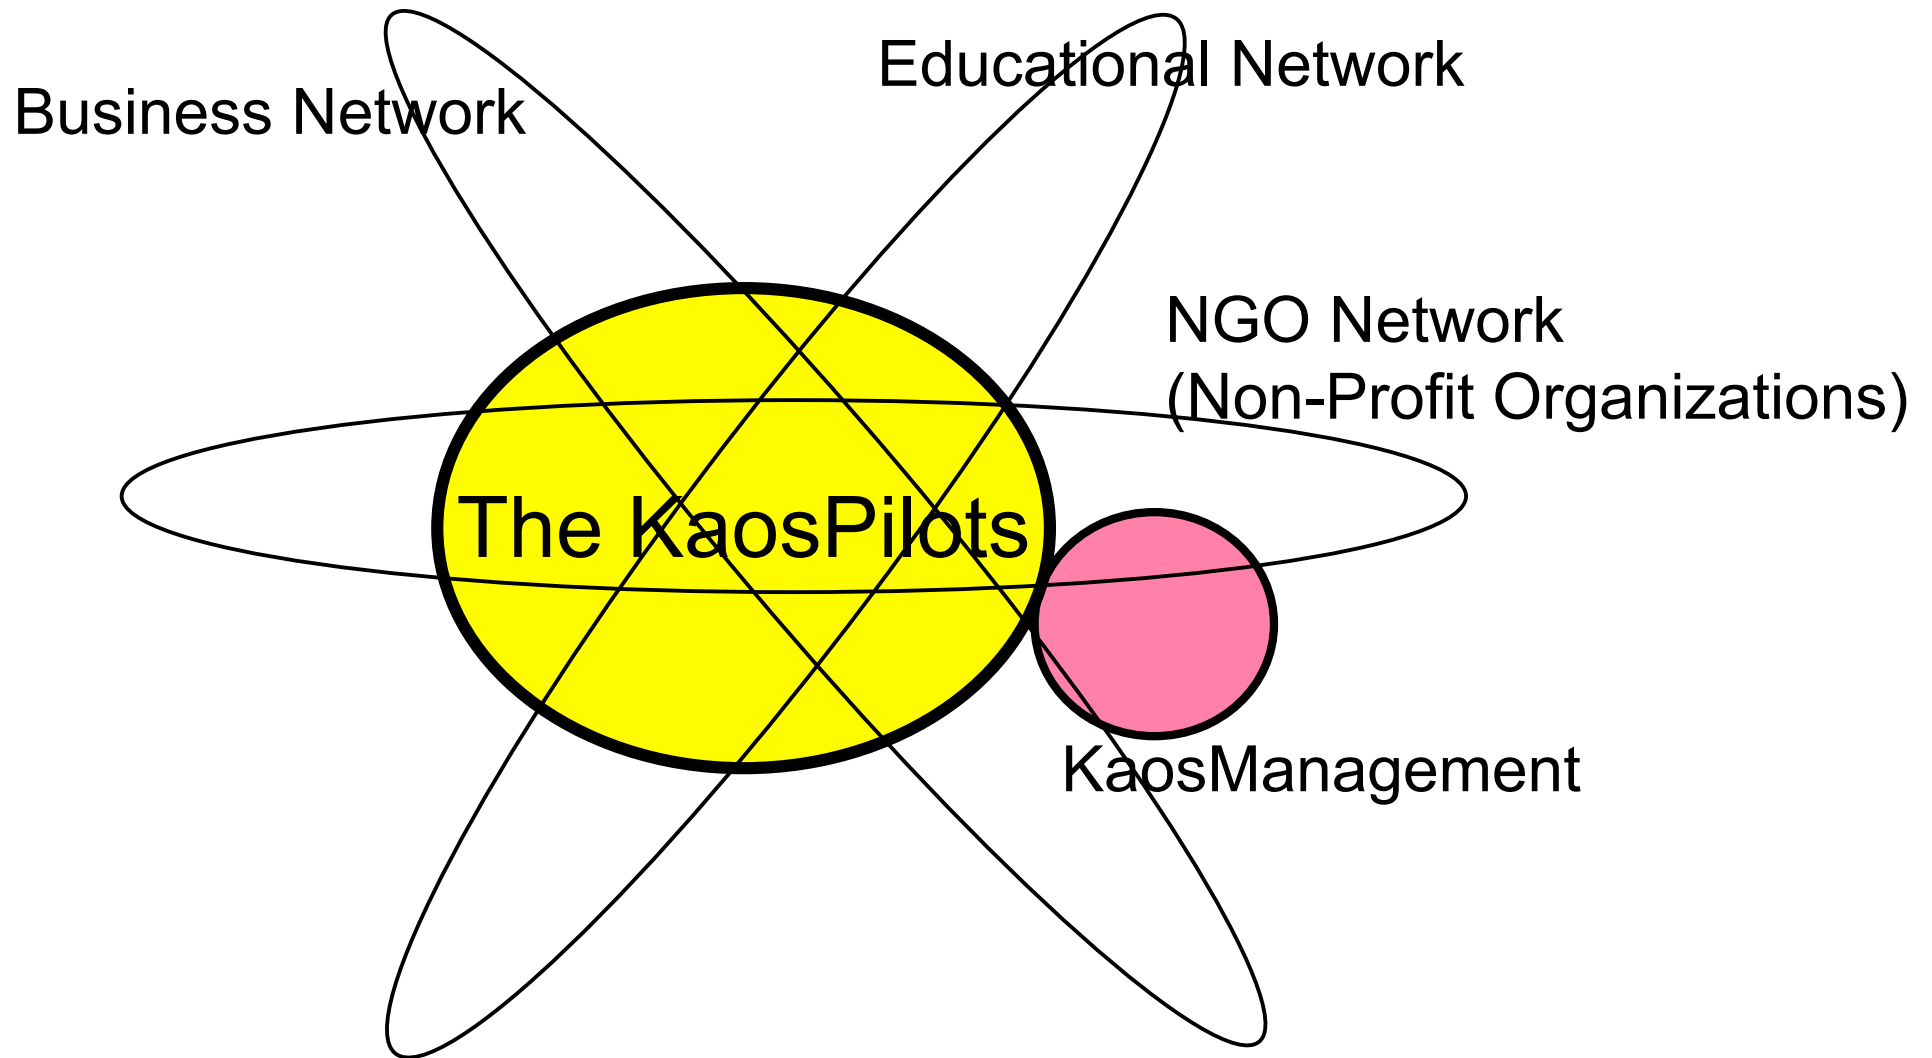 Educational Network
Business Network
NGO Network
(Non-Profit Organizations)
The KaosPilots
KaosManagement